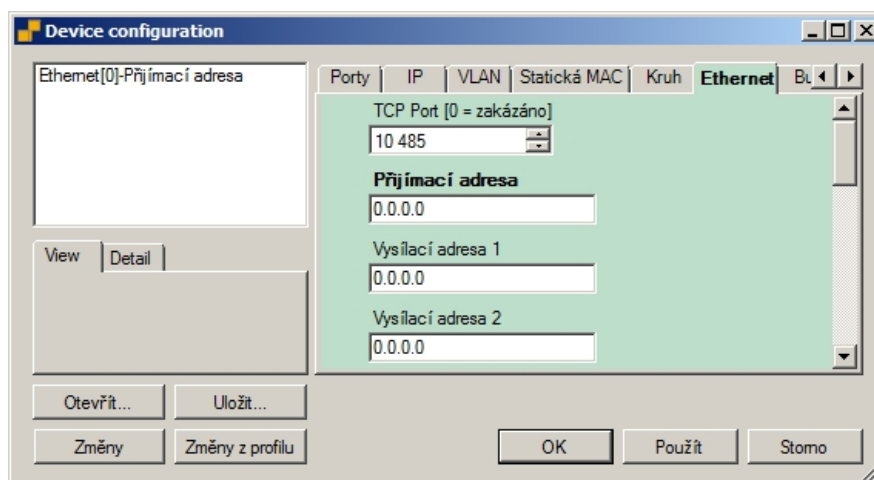 Device configuration
Ethernet[0]-Přijímací adresa
Porty IP VLAN Statická MAC Kruh Ethernet
TCP Port [0 = zakázáno]
10 485
Přijímací adresa
0.0.0.0
Vysílací adresa 1
0.0.0.0
Vysílací adresa 2
0.0.0.0
View Detail
Otevřít... Uložit...
Změny Změny z profilu
OK Použít Storno